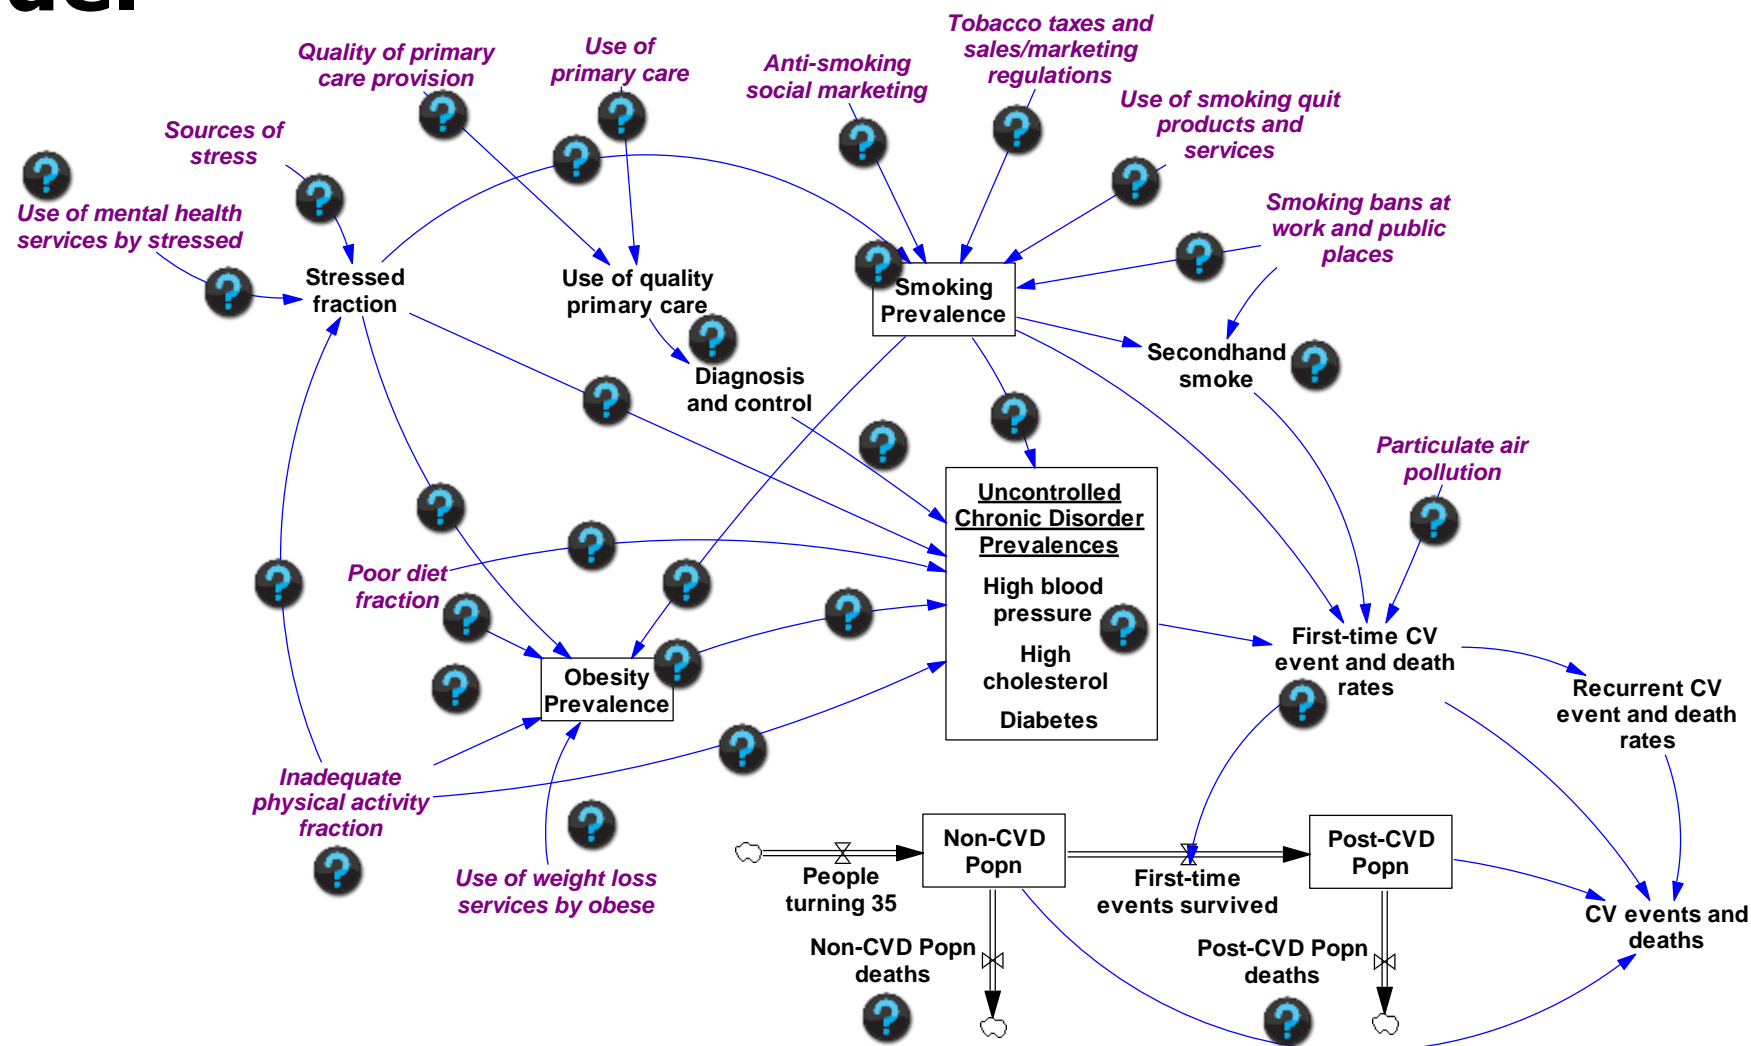 Quality of primary
care provision
Use of
primary care
Anti-smoking
social marketing
Tobacco taxes and
sales/marketing
regulations
Use of smoking quit
products and
services
Sources of
stress
Use of mental health
services by stressed
Smoking bans at
work and public
places
Stressed
fraction
Use of quality
primary care
Smoking
Prevalence
Secondhand
smoke
Diagnosis
and control
Particulate air
pollution
Uncontrolled
Chronic Disorder
Prevalences
High blood
pressure
High
cholesterol
Diabetes
Poor diet
fraction
Obesity
Prevalence
First-time CV
event and death
rates
Recurrent CV
event and death
rates
Inadequate
physical activity
fraction
Use of weight loss
services by obese
People
turning 35
Non-CVD
Popn
First-time
events survived
Post-CVD
Popn
CV events and
deaths
Non-CVD Popn
deaths
Post-CVD Popn
deaths